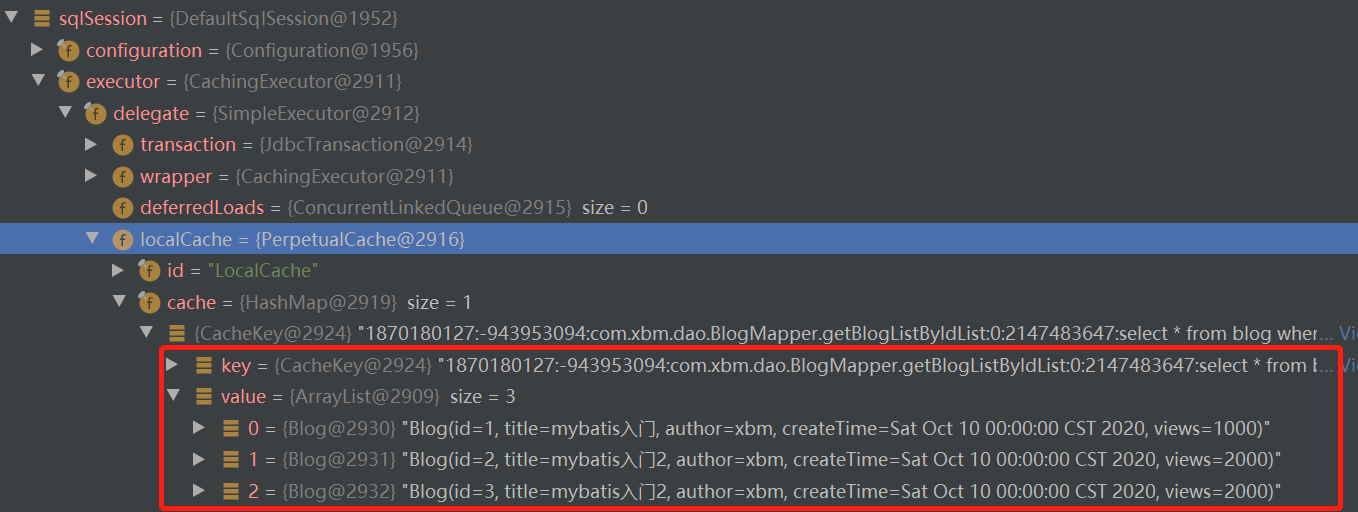 sqlSession = {DefaultSqlSession@1952}
configuration = {Configuration@1956}
executor = {CachingExecutor@2911}
delegate = {SimpleExecutor@2912}
transaction = {JdbcTransaction@2914}
wrapper = {CachingExecutor@2911}
deferredLoads = {ConcurrentLinkedQueue@2915} size = 0
localCache = {PerpetualCache@2916}
id = "LocalCache"
cache = {HashMap@2919} size = 1
{CacheKey@2924} "1870180127:-943953094:com.xbm.dao.BlogMapper.getBlogListByIdList:0:2147483647:select * from blog wher... Vi
key = {CacheKey@2924} "1870180127:-943953094:com.xbm.dao.BlogMapper.getBlogListByIdList:0:2147483647:select * from b... Vi
value = {ArrayList@2909} size = 3
0 = {Blog@2930} "Blog(id=1, title=mybatis入门, author=xbm, createTime=Sat Oct 10 00:00:00 CST 2020, views=1000)"
1 = {Blog@2931} "Blog(id=2, title=mybatis入门2, author=xbm, createTime=Sat Oct 10 00:00:00 CST 2020, views=2000)"
2 = {Blog@2932} "Blog(id=3, title=mybatis入门2, author=xbm, createTime=Sat Oct 10 00:00:00 CST 2020, views=2000)"